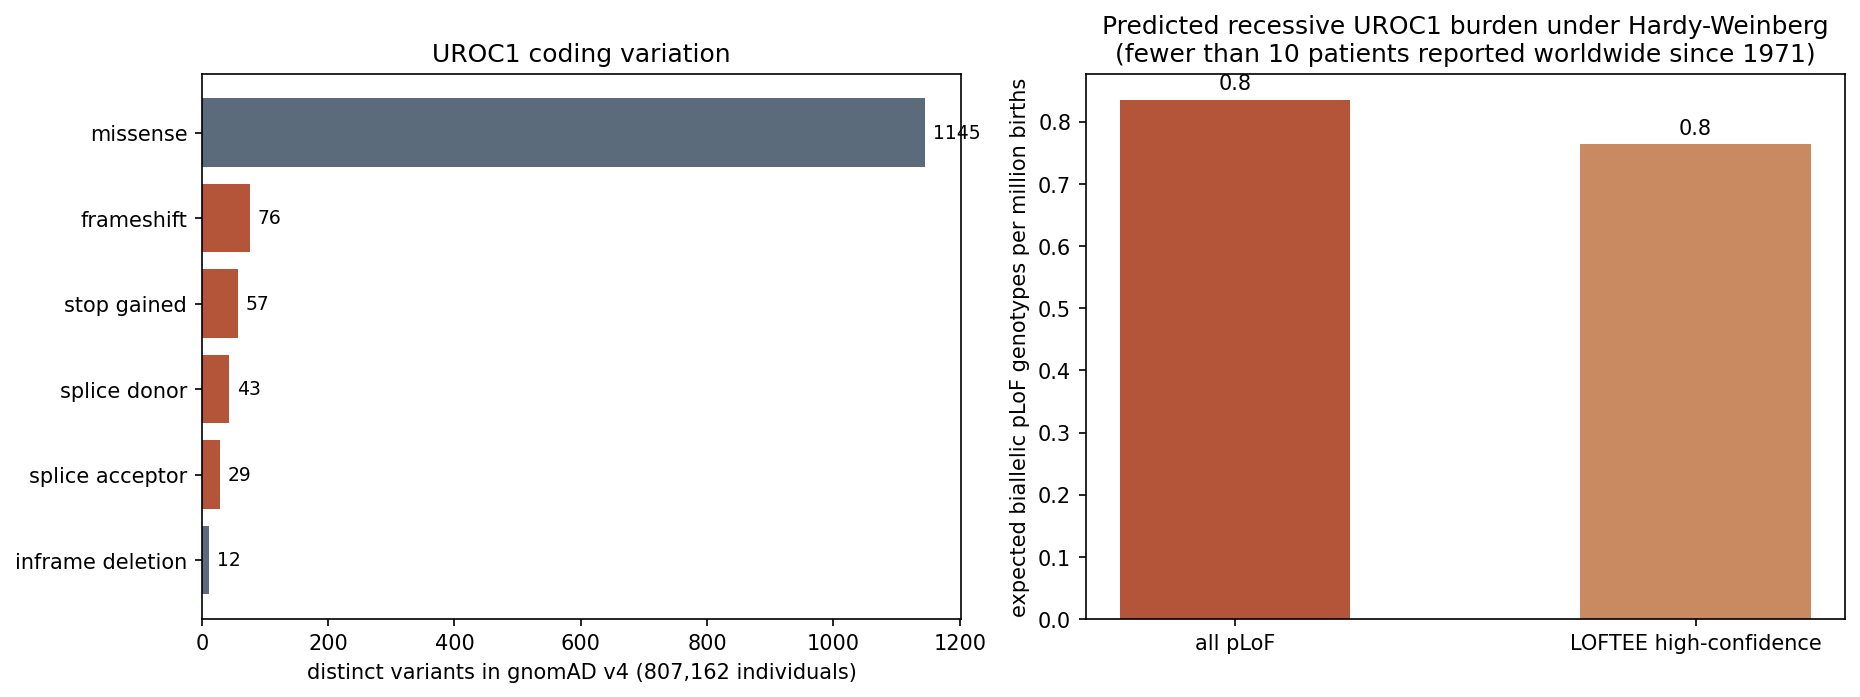 UROC1 coding variation
missense
1145
frameshift
76
stop gained
57
splice donor
43
splice acceptor
29
inframe deletion
12
0 200 400 600 800 1000 1200
distinct variants in gnomAD v4 (807,162 individuals)
Predicted recessive UROC1 burden under Hardy-Weinberg
(fewer than 10 patients reported worldwide since 1971)
expected biallelic pLoF genotypes per million births
0.8
0.7
0.6
0.5
0.4
0.3
0.2
0.1
0.0
0.8
0.8
all pLoF
LOFTEE high-confidence